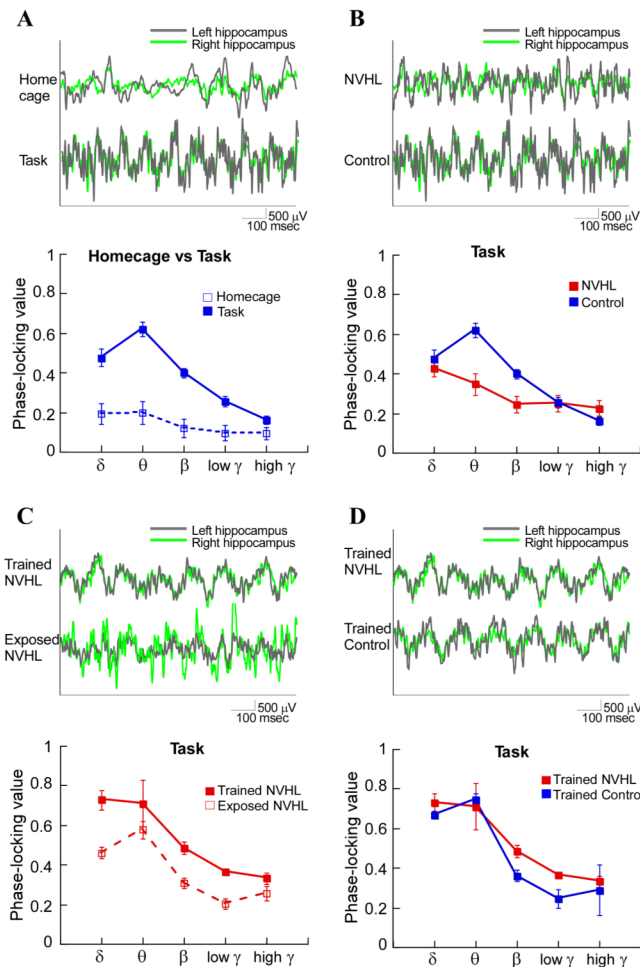 A
Left hippocampus
Right hippocampus
Home
cage
Task
500 μV
100 msec
Homecage vs Task
Phase-locking value
1
0.8
0.6
0.4
0.2
0
Homecage
Task
δ θ β low γ high γ
B
Left hippocampus
Right hippocampus
NVHL
Control
500 μV
100 msec
Task
Phase-locking value
1
0.8
0.6
0.4
0.2
0
NVHL
Control
δ θ β low γ high γ
C
Left hippocampus
Right hippocampus
Trained
NVHL
Exposed
NVHL
500 μV
100 msec
Task
Phase-locking value
1
0.8
0.6
0.4
0.2
0
Trained NVHL
Exposed NVHL
δ θ β low γ high γ
D
Left hippocampus
Right hippocampus
Trained
NVHL
Trained
Control
500 μV
100 msec
Task
Phase-locking value
1
0.8
0.6
0.4
0.2
0
Trained NVHL
Trained Control
δ θ β low γ high γ